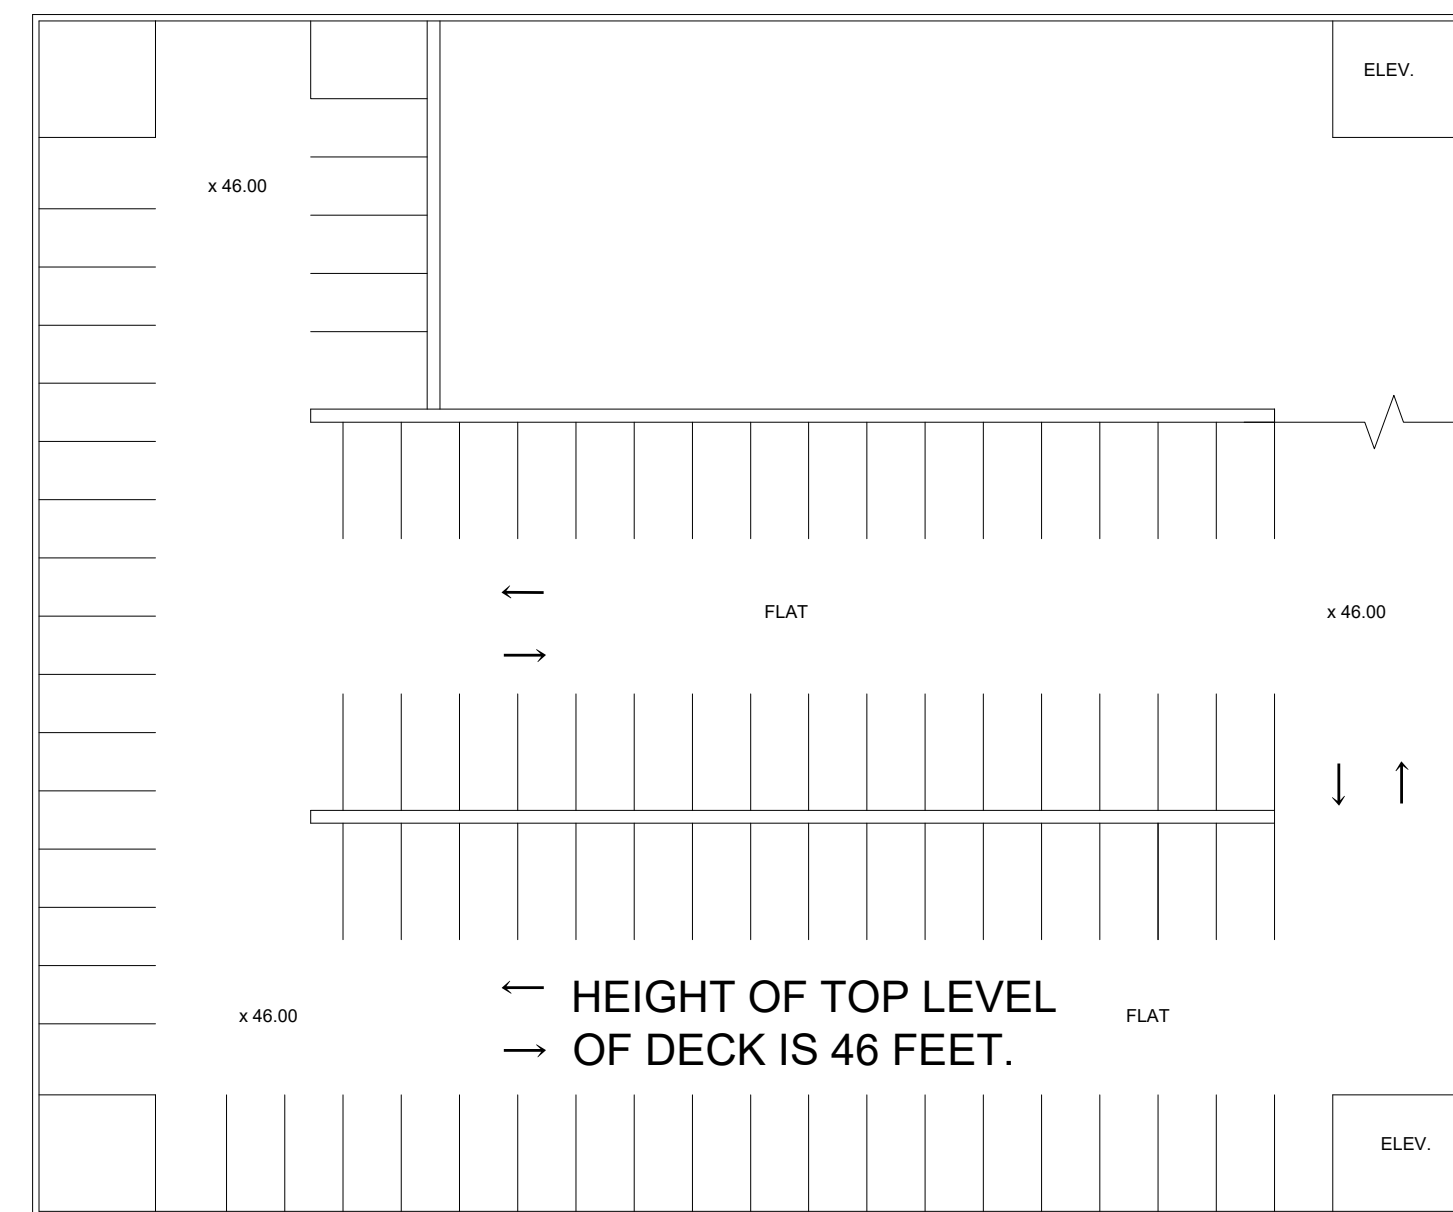 ELEV.
x 46.00
FLAT
x 46.00
HEIGHT OF TOP LEVEL
OF DECK IS 46 FEET.
x 46.00
FLAT
ELEV.